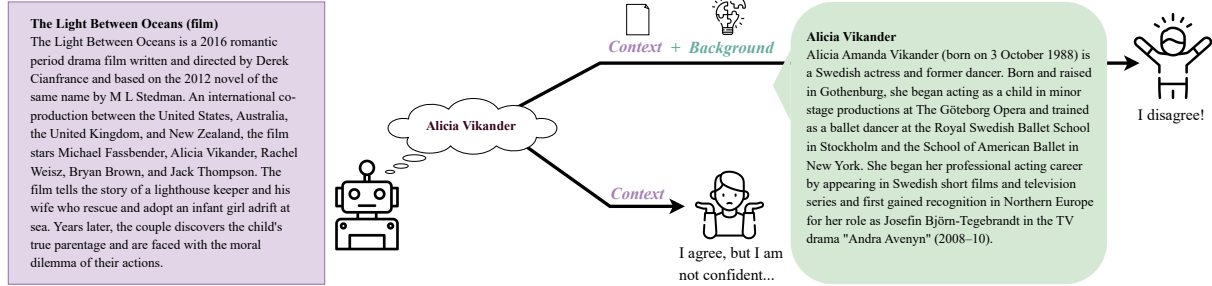 The Light Between Oceans (film)
The Light Between Oceans is a 2016 romantic
period drama film written and directed by Derek
Cianfrance and based on the 2012 novel of the
same name by M L Stedman. An international co-
production between the United States, Australia,
the United Kingdom, and New Zealand, the film
stars Michael Fassbender, Alicia Vikander, Rachel
Weisz, Bryan Brown, and Jack Thompson. The
film tells the story of a lighthouse keeper and his
wife who rescue and adopt an infant girl adrift at
sea. Years later, the couple discovers the child's
true parentage and are faced with the moral
dilemma of their actions.
Alicia Vikander
Context + Background
Context
I agree, but I am
not confident...
Alicia Vikander
Alicia Amanda Vikander (born on 3 October 1988) is
a Swedish actress and former dancer. Born and raised
in Gothenburg, she began acting as a child in minor
stage productions at The Göteborg Opera and trained
as a ballet dancer at the Royal Swedish Ballet School
in Stockholm and the School of American Ballet in
New York. She began her professional acting career
by appearing in Swedish short films and television
series and first gained recognition in Northern Europe
for her role as Josefin Björn-Tegebrandt in the TV
drama "Andra Avenyn" (2008–10).
I disagree!